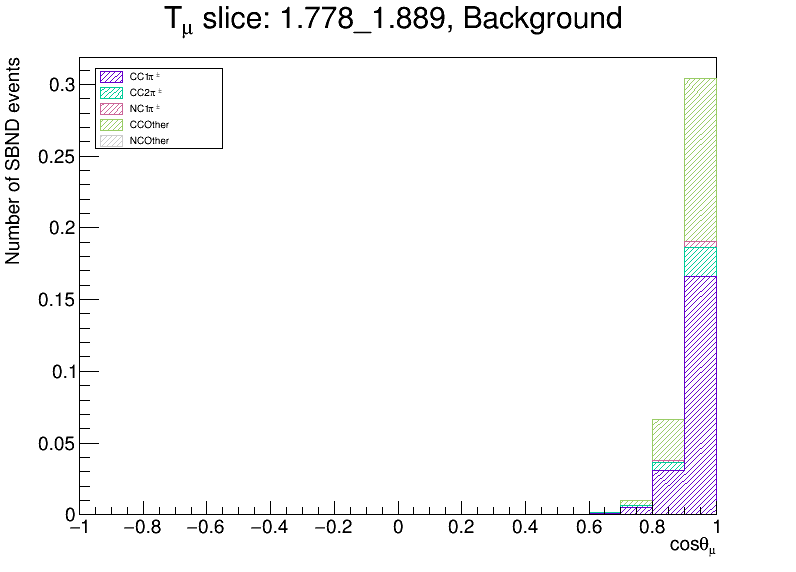 Tμ slice: 1.778_1.889, Background
Number of SBND events
CC1π ±
CC2π ±
NC1π ±
CCOther
NCOther
0.3
0.25
0.2
0.15
0.1
0.05
0
−1 −0.8 −0.6 −0.4 −0.2 0 0.2 0.4 0.6 0.8 1
cosθμ